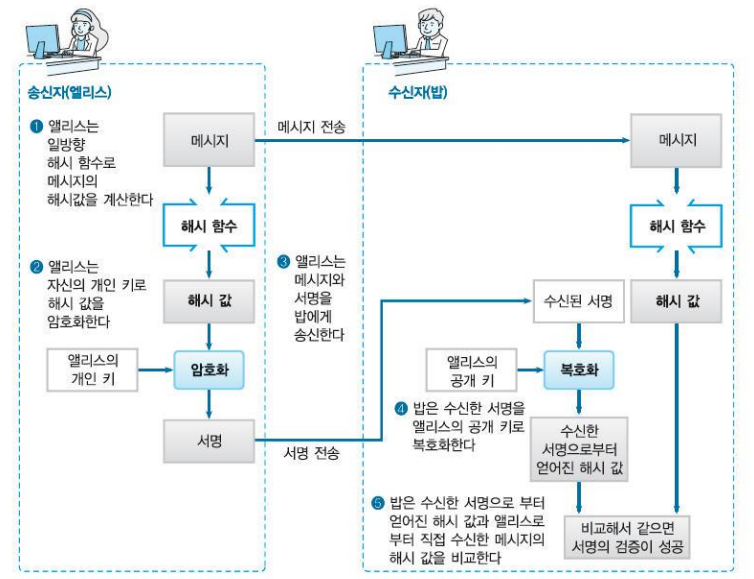 송신자(엘리스)
❶ 앨리스는
일방향
해시 함수로
메시지의
해시값을 계산한다
메시지
해시 함수
❷ 앨리스는
자신의 개인 키로
해시 값을
암호화한다
해시 값
앨리스의
개인 키
암호화
서명
메시지 전송
❸ 앨리스는
메시지와
서명을
밥에게
송신한다
서명 전송
수신자(밥)
메시지
해시 함수
수신된 서명
해시 값
앨리스의
공개 키
복호화
❹ 밥은 수신한 서명을
앨리스의 공개 키로
복호화한다
수신한
서명으로부터
얻어진 해시 값
❺ 밥은 수신한 서명으로 부터
얻어진 해시 값과 앨리스로
부터 직접 수신한 메시지의
해시 값을 비교한다
비교해서 같으면
서명의 검증이 성공